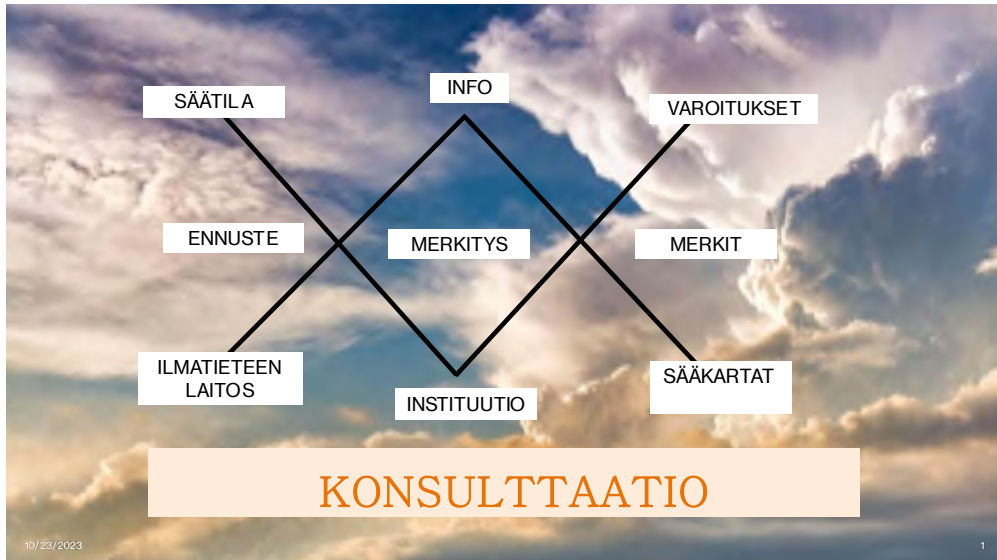 INFO
SÄÄTILA
VAROITUKSET
ENNUSTE
MERKITYS
MERKIT
ILMATIETEEN
LAITOS
SÄÄKARTAT
INSTITUUTIO
KONSULTTAATIO
10/23/2023
1